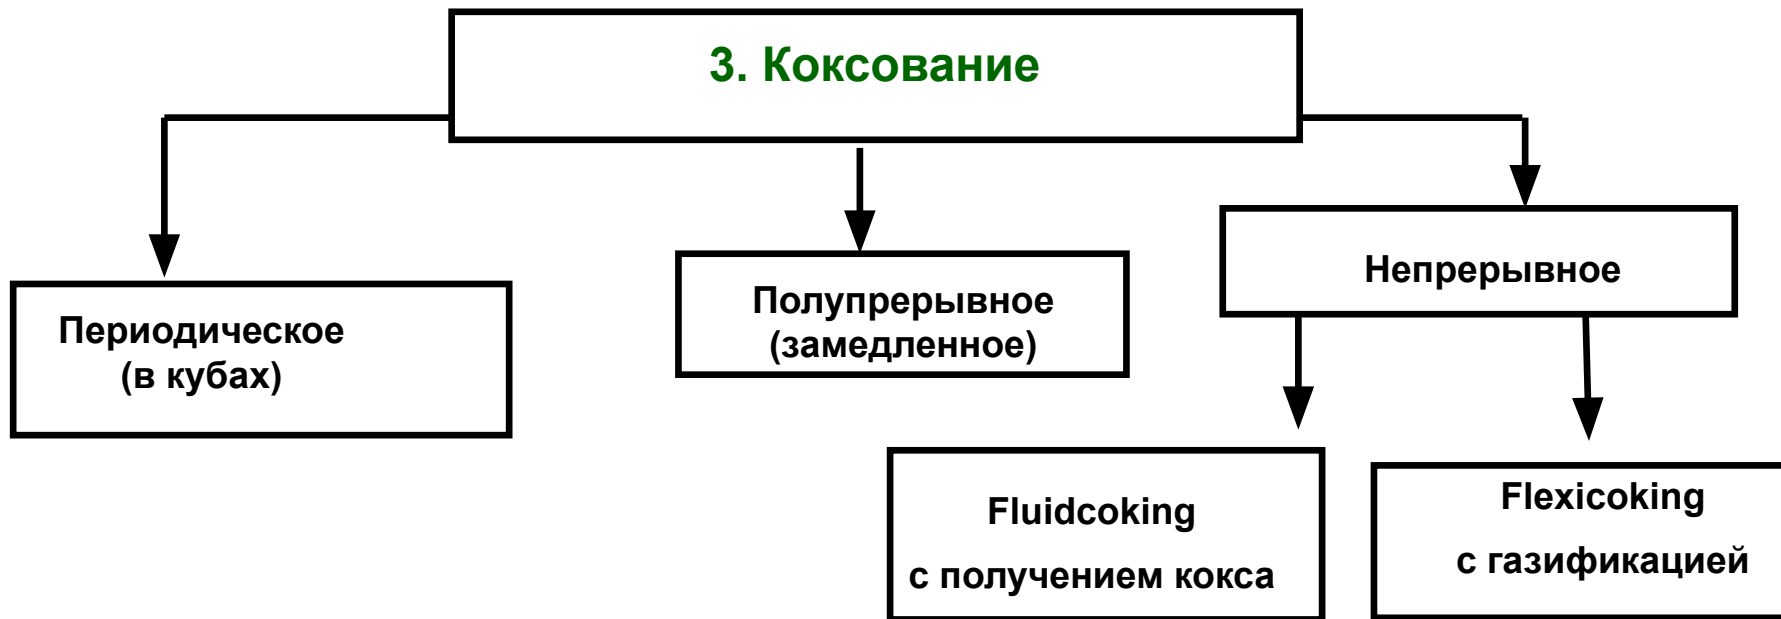 3. Коксование
Периодическое
(в кубах)
Полупрерывное
(замедленное)
Непрерывное
Fluidcoking
с получением кокса
Flexicoking
с газификацией